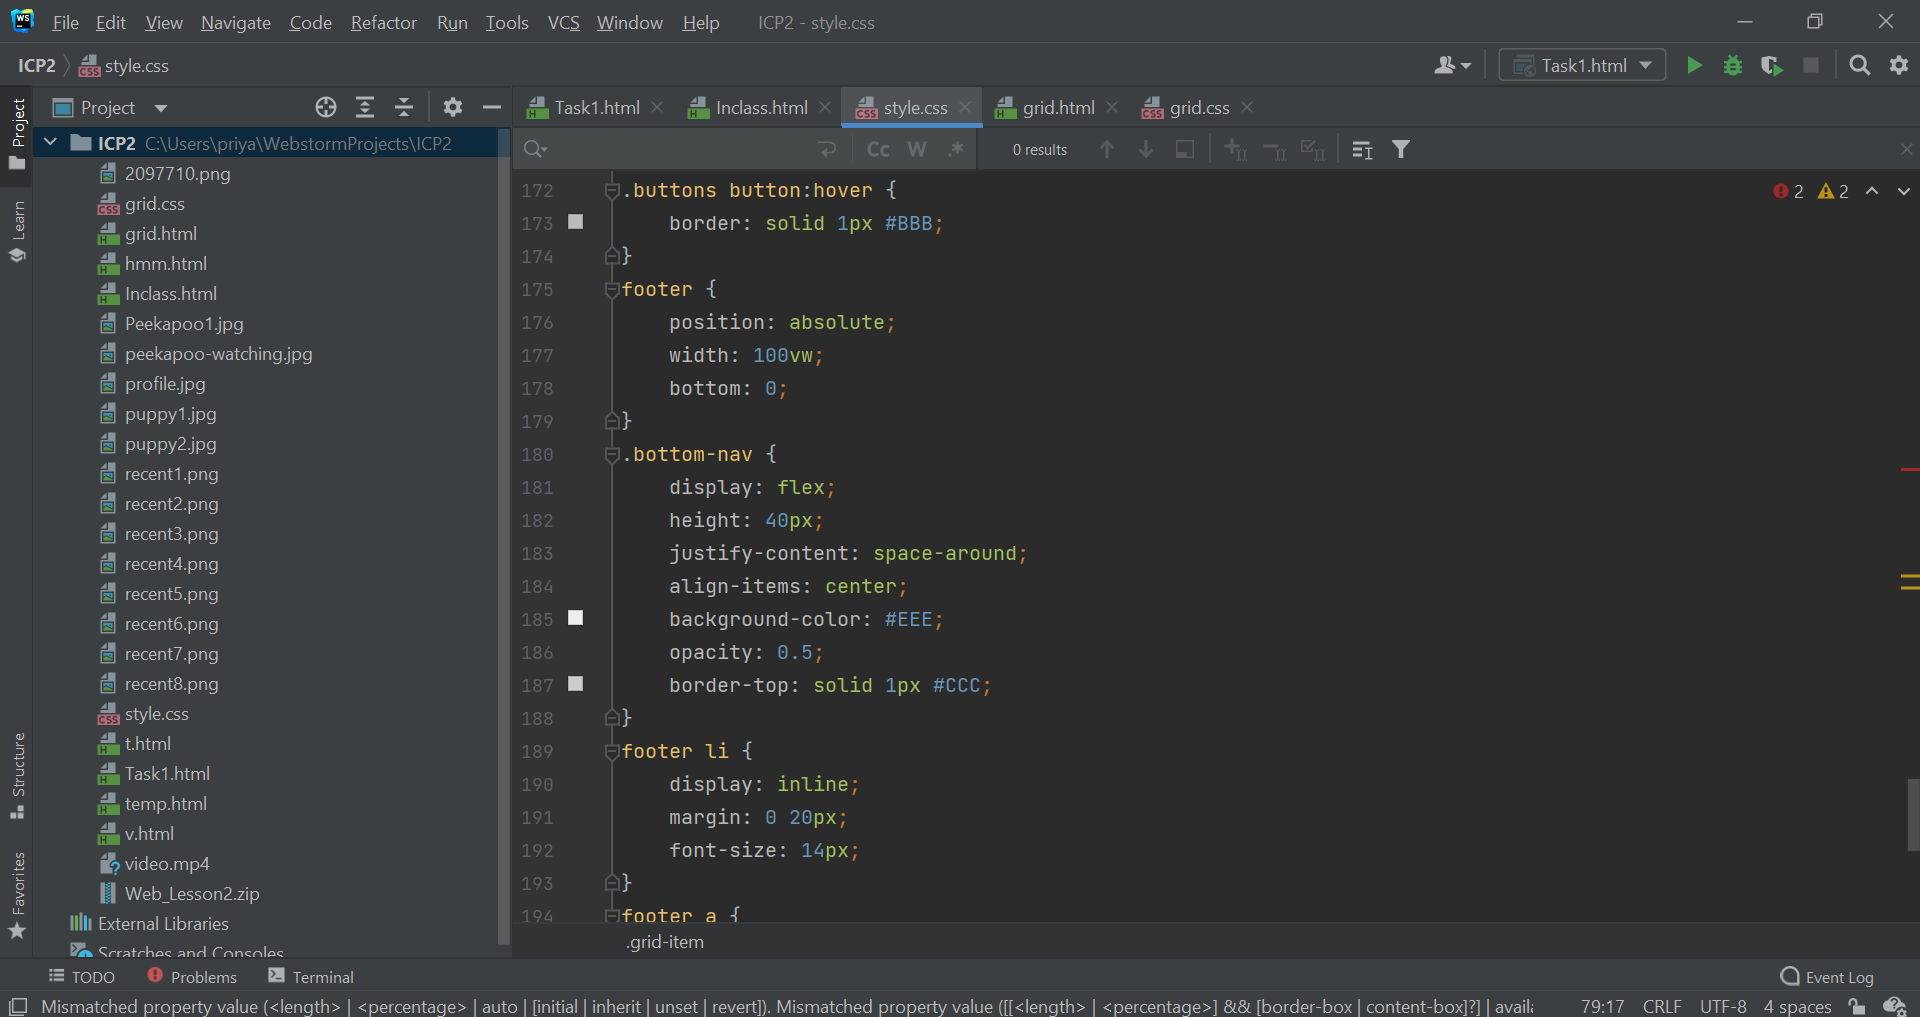 WS File Edit View Navigate Code Refactor Run Tools VCS Window Help ICP2 - style.css
ICP2 style.css Task1.html
Project
Project
Learn
Structure
Favorites
Task1.html Inclass.html style.css grid.html grid.css
ICP2 C:\Users\priya\WebstormProjects\ICP2
2097710.png
grid.css
grid.html
hmm.html
Inclass.html
Peekapoo1.jpg
peekapoo-watching.jpg
profile.jpg
puppy1.jpg
puppy2.jpg
recent1.png
recent2.png
recent3.png
recent4.png
recent5.png
recent6.png
recent7.png
recent8.png
style.css
t.html
Task1.html
temp.html
v.html
video.mp4
Web_Lesson2.zip
External Libraries
Scratches and Consoles
Cc W .* 0 results
2 2
172 .buttons button:hover {
173 border: solid 1px #BBB;
174 }
175 footer {
176 position: absolute;
177 width: 100vw;
178 bottom: 0;
179 }
180 .bottom-nav {
181 display: flex;
182 height: 40px;
183 justify-content: space-around;
184 align-items: center;
185 background-color: #EEE;
186 opacity: 0.5;
187 border-top: solid 1px #CCC;
188 }
189 footer li {
190 display: inline;
191 margin: 0 20px;
192 font-size: 14px;
193 }
194 footer a {
.grid-item
TODO Problems Terminal Event Log
Mismatched property value (<length> | <percentage> | auto | [initial | inherit | unset | revert]). Mismatched property value ([[<length> | <percentage>] && [border-box | content-box]?] | avail 79:17 CRLF UTF-8 4 spaces